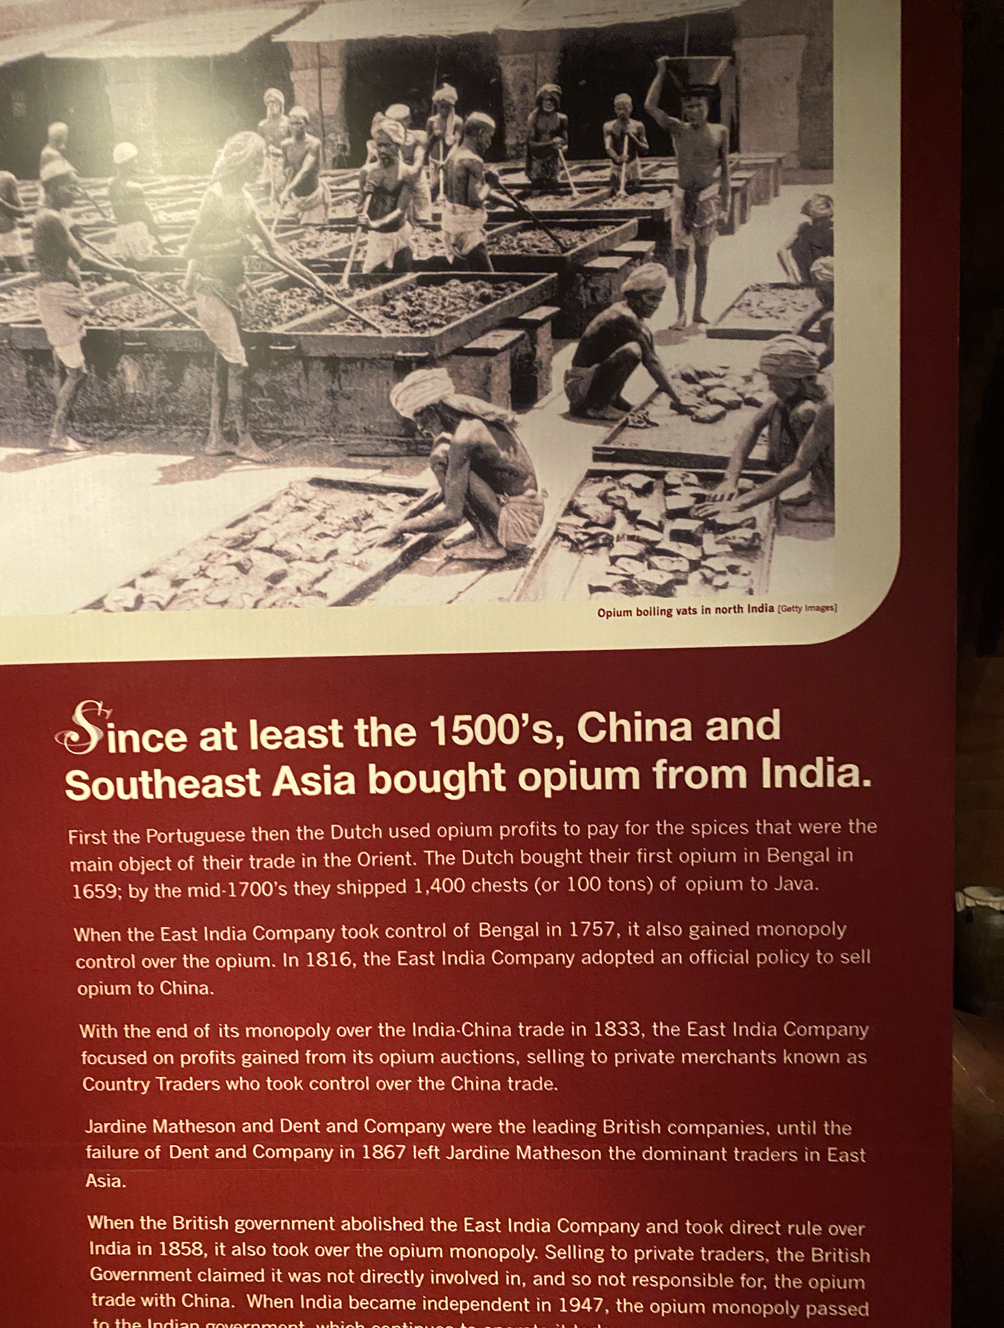 Opium boiling vats in north India [Getty Images]
Since at least the 1500's, China and
Southeast Asia bought opium from India.
First the Portuguese then the Dutch used opium profits to pay for the spices that were the
main object of their trade in the Orient. The Dutch bought their first opium in Bengal in
1659; by the mid-1700's they shipped 1,400 chests (or 100 tons) of opium to Java.
When the East India Company took control of Bengal in 1757, it also gained monopoly
control over the opium. In 1816, the East India Company adopted an official policy to sell
opium to China.
With the end of its monopoly over the India-China trade in 1833, the East India Company
focused on profits gained from its opium auctions, selling to private merchants known as
Country Traders who took control over the China trade.
Jardine Matheson and Dent and Company were the leading British companies, until the
failure of Dent and Company in 1867 left Jardine Matheson the dominant traders in East
Asia.
When the British government abolished the East India Company and took direct rule over
India in 1858, it also took over the opium monopoly. Selling to private traders, the British
Government claimed it was not directly involved in, and so not responsible for, the opium
trade with China. When India became independent in 1947, the opium monopoly passed
to the Indian government, which continues to operate it